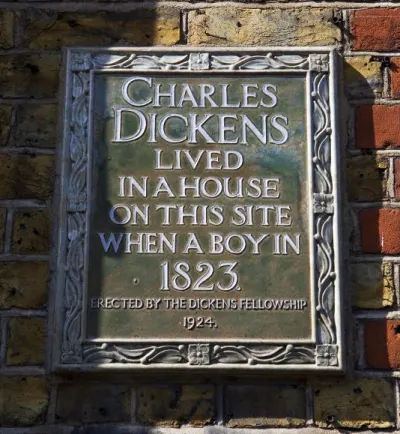 CHARLES
DICKENS
LIVED
IN A HOUSE
ON THIS SITE
WHEN A BOY IN
1823.
ERECTED BY THE DICKENS FELLOWSHIP
1924.